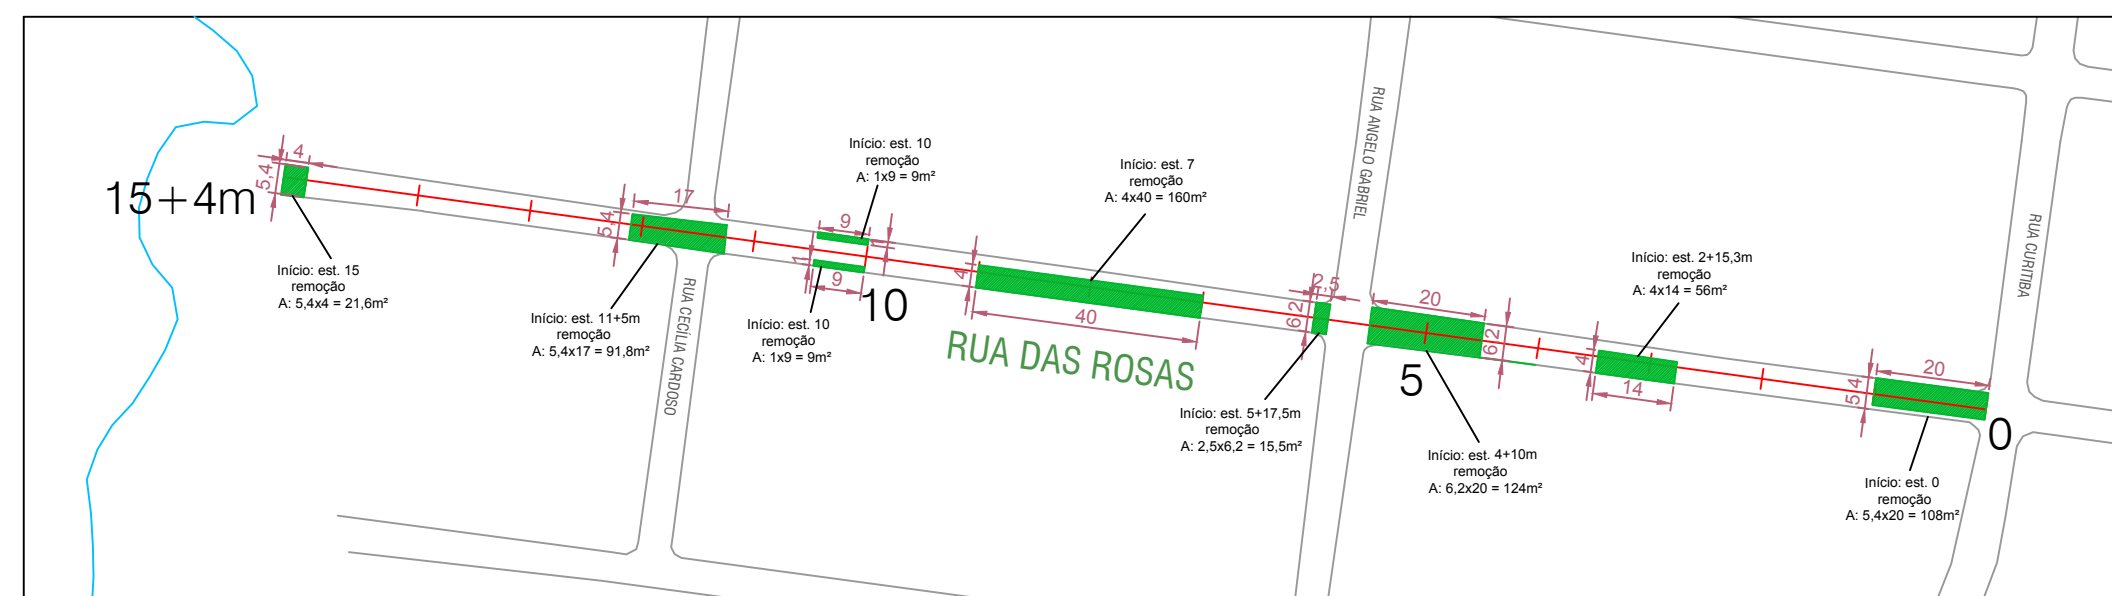 15+4m
4
5,4
Início: est. 15
remoção
A: 5,4x4 = 21,6m²
17
5,4
Início: est. 11+5m
remoção
A: 5,4x17 = 91,8m²
RUA CECÍLIA CARDOSO
Início: est. 10
remoção
A: 1x9 = 9m²
9
1
1
9
10
Início: est. 10
remoção
A: 1x9 = 9m²
Início: est. 7
remoção
A: 4x40 = 160m²
4
40
RUA DAS ROSAS
RUA ANGELO GABRIEL
2,5
6,2
Início: est. 5+17,5m
remoção
A: 2,5x6,2 = 15,5m²
20
6,2
5
Início: est. 4+10m
remoção
A: 6,2x20 = 124m²
Início: est. 2+15,3m
remoção
A: 4x14 = 56m²
4
14
RUA CURITIBA
20
5,4
0
Início: est. 0
remoção
A: 5,4x20 = 108m²